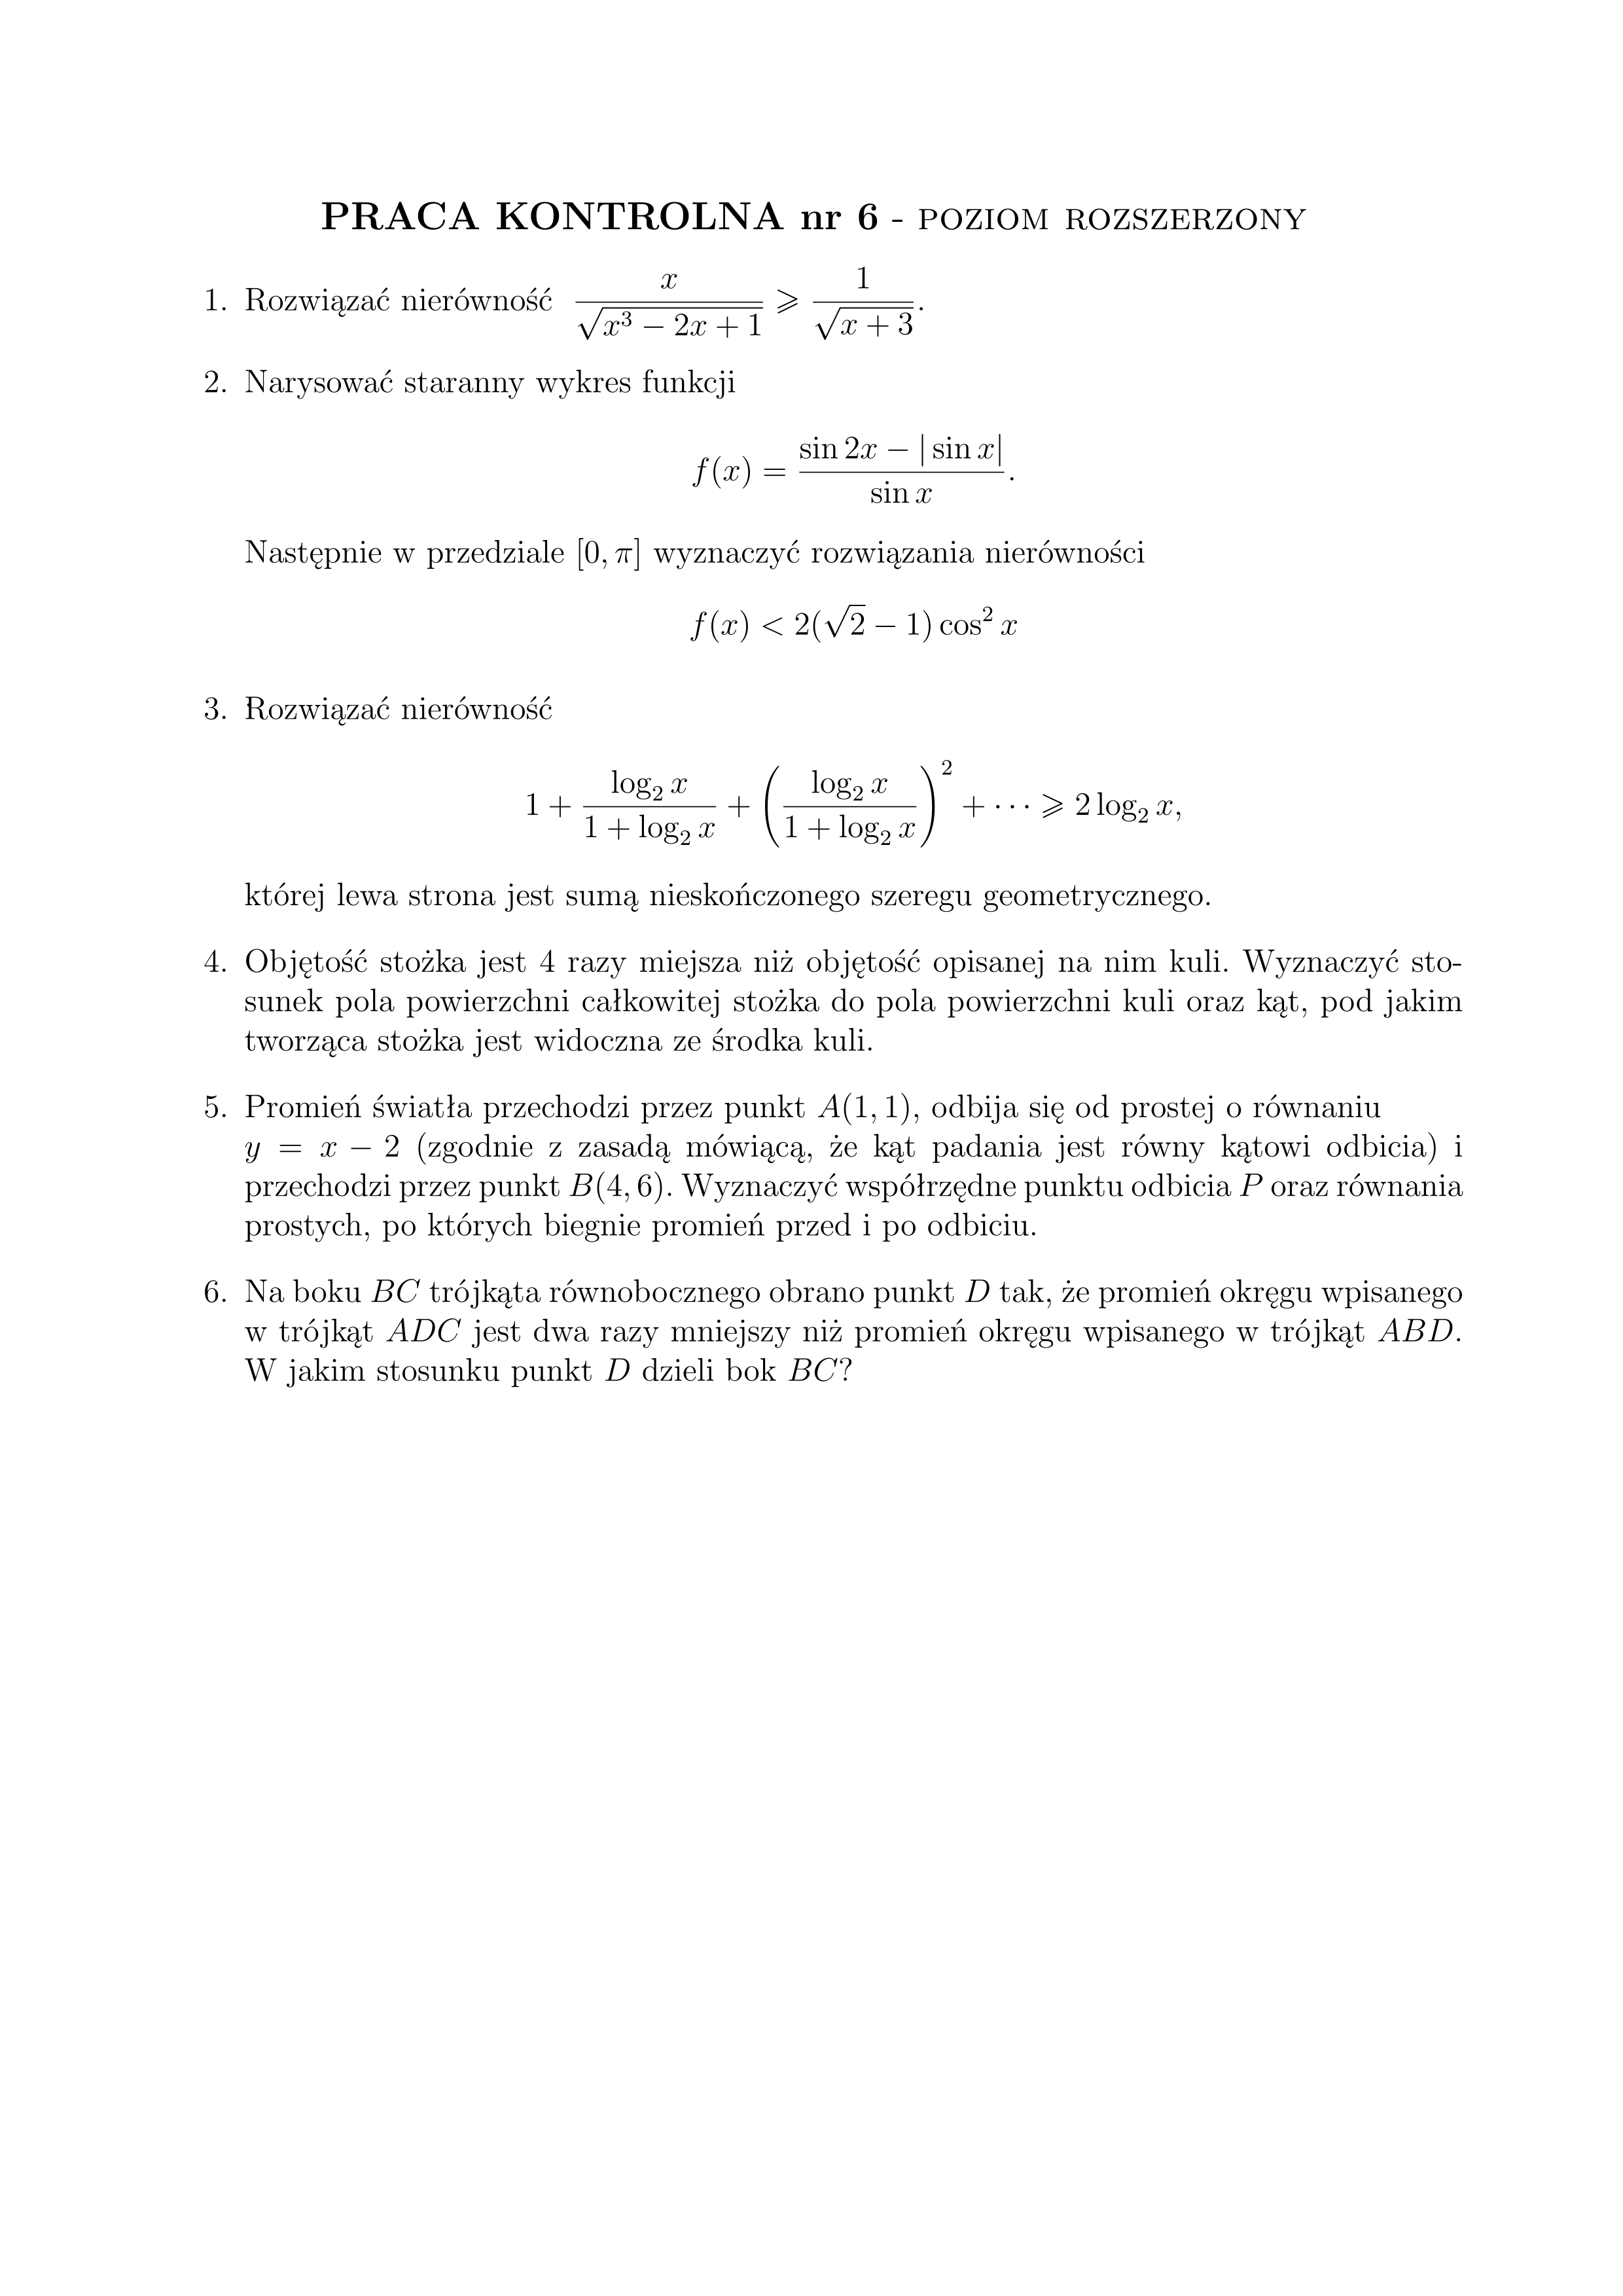 PRACA KONTROLNA nr 6 - POZIOM ROZSZERZONY
1. Rozwiązać nierówność $\frac{x}{\sqrt{x^3-2x+1}} \geqslant \frac{1}{\sqrt{x+3}}$.
2. Narysować staranny wykres funkcji
$f(x) = \frac{\sin 2x - |\sin x|}{\sin x}$.
Następnie w przedziale $[0, \pi]$ wyznaczyć rozwiązania nierówności
$f(x) < 2(\sqrt{2} - 1)\cos^2 x$
3. Rozwiązać nierówność
$1 + \frac{\log_2 x}{1+\log_2 x} + \left(\frac{\log_2 x}{1+\log_2 x}\right)^2 + \cdots \geqslant 2\log_2 x,$
której lewa strona jest sumą nieskończonego szeregu geometrycznego.
4. Objętość stożka jest 4 razy miejsza niż objętość opisanej na nim kuli. Wyznaczyć sto-
sunek pola powierzchni całkowitej stożka do pola powierzchni kuli oraz kąt, pod jakim
tworząca stożka jest widoczna ze środka kuli.
5. Promień światła przechodzi przez punkt $A(1, 1)$, odbija się od prostej o równaniu
$y = x - 2$ (zgodnie z zasadą mówiącą, że kąt padania jest równy kątowi odbicia) i
przechodzi przez punkt $B(4, 6)$. Wyznaczyć współrzędne punktu odbicia $P$ oraz równania
prostych, po których biegnie promień przed i po odbiciu.
6. Na boku $BC$ trójkąta równobocznego obrano punkt $D$ tak, że promień okręgu wpisanego
w trójkąt $ADC$ jest dwa razy mniejszy niż promień okręgu wpisanego w trójkąt $ABD$.
W jakim stosunku punkt $D$ dzieli bok $BC$?